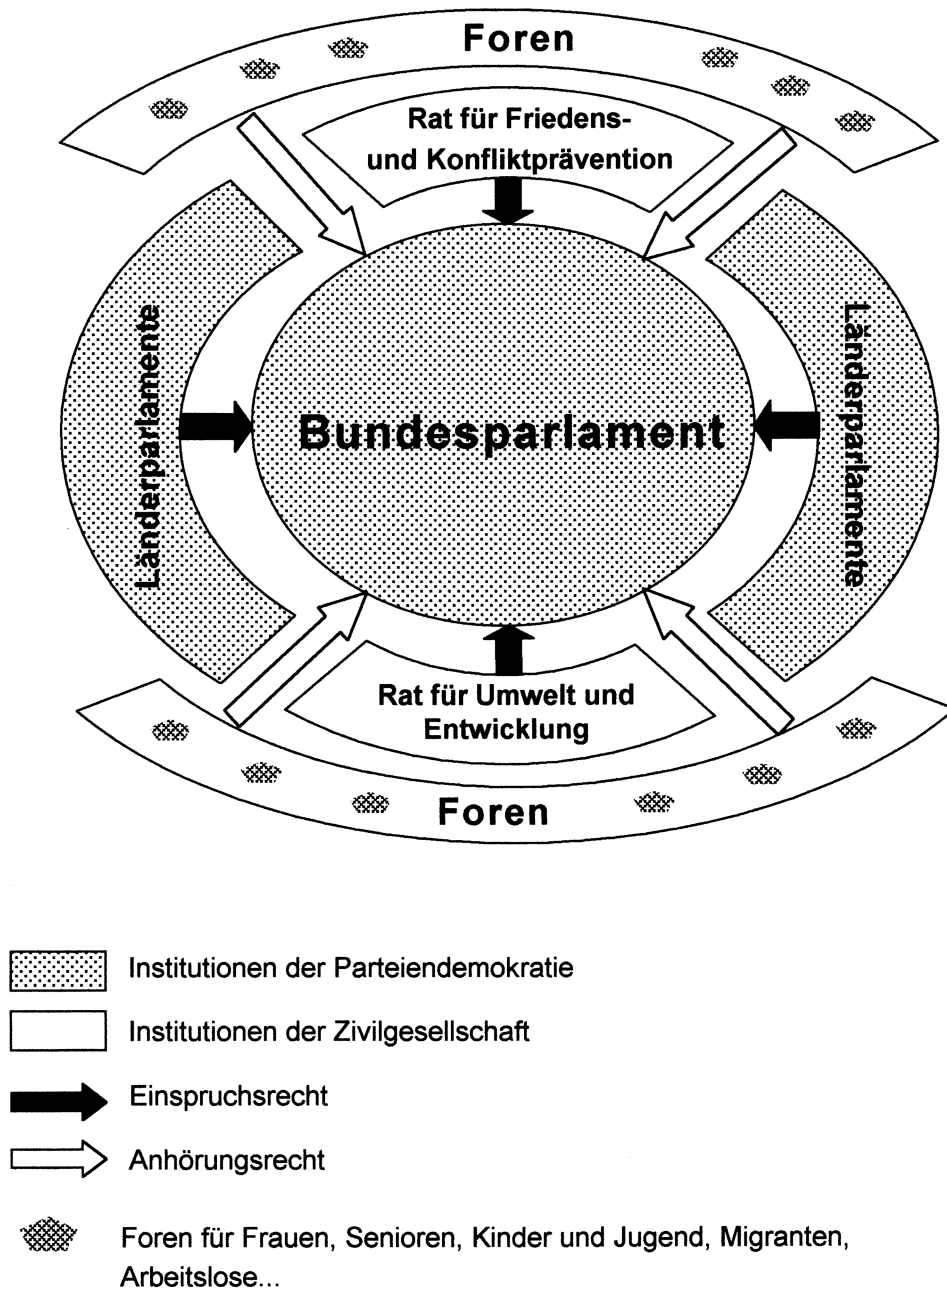 Foren
Rat für Friedens-
und Konfliktprävention
Länderparlamente
Länderparlamente
Bundesparlament
Rat für Umwelt und
Entwicklung
Foren
Institutionen der Parteiendemokratie
Institutionen der Zivilgesellschaft
Einspruchsrecht
Anhörungsrecht
Foren für Frauen, Senioren, Kinder und Jugend, Migranten,
Arbeitslose...